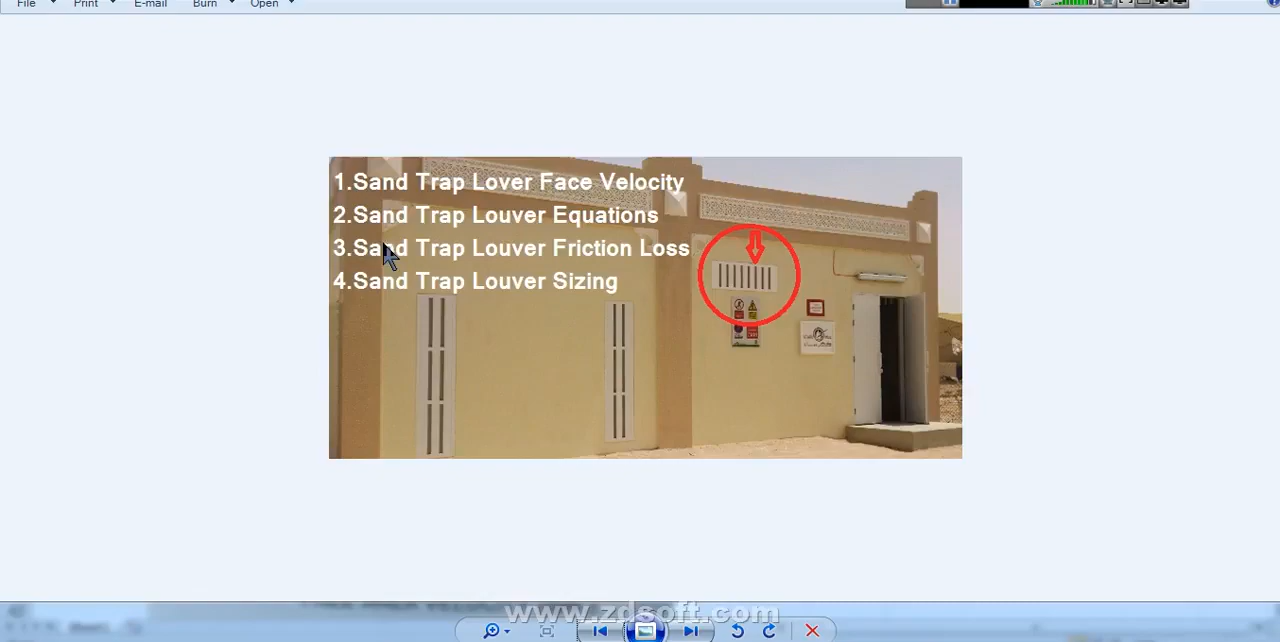 File Print E-mail Burn Open
1.Sand Trap Lover Face Velocity
2.Sand Trap Louver Equations
3.Sand Trap Louver Friction Loss
4.Sand Trap Louver Sizing
www.zdsoft.com